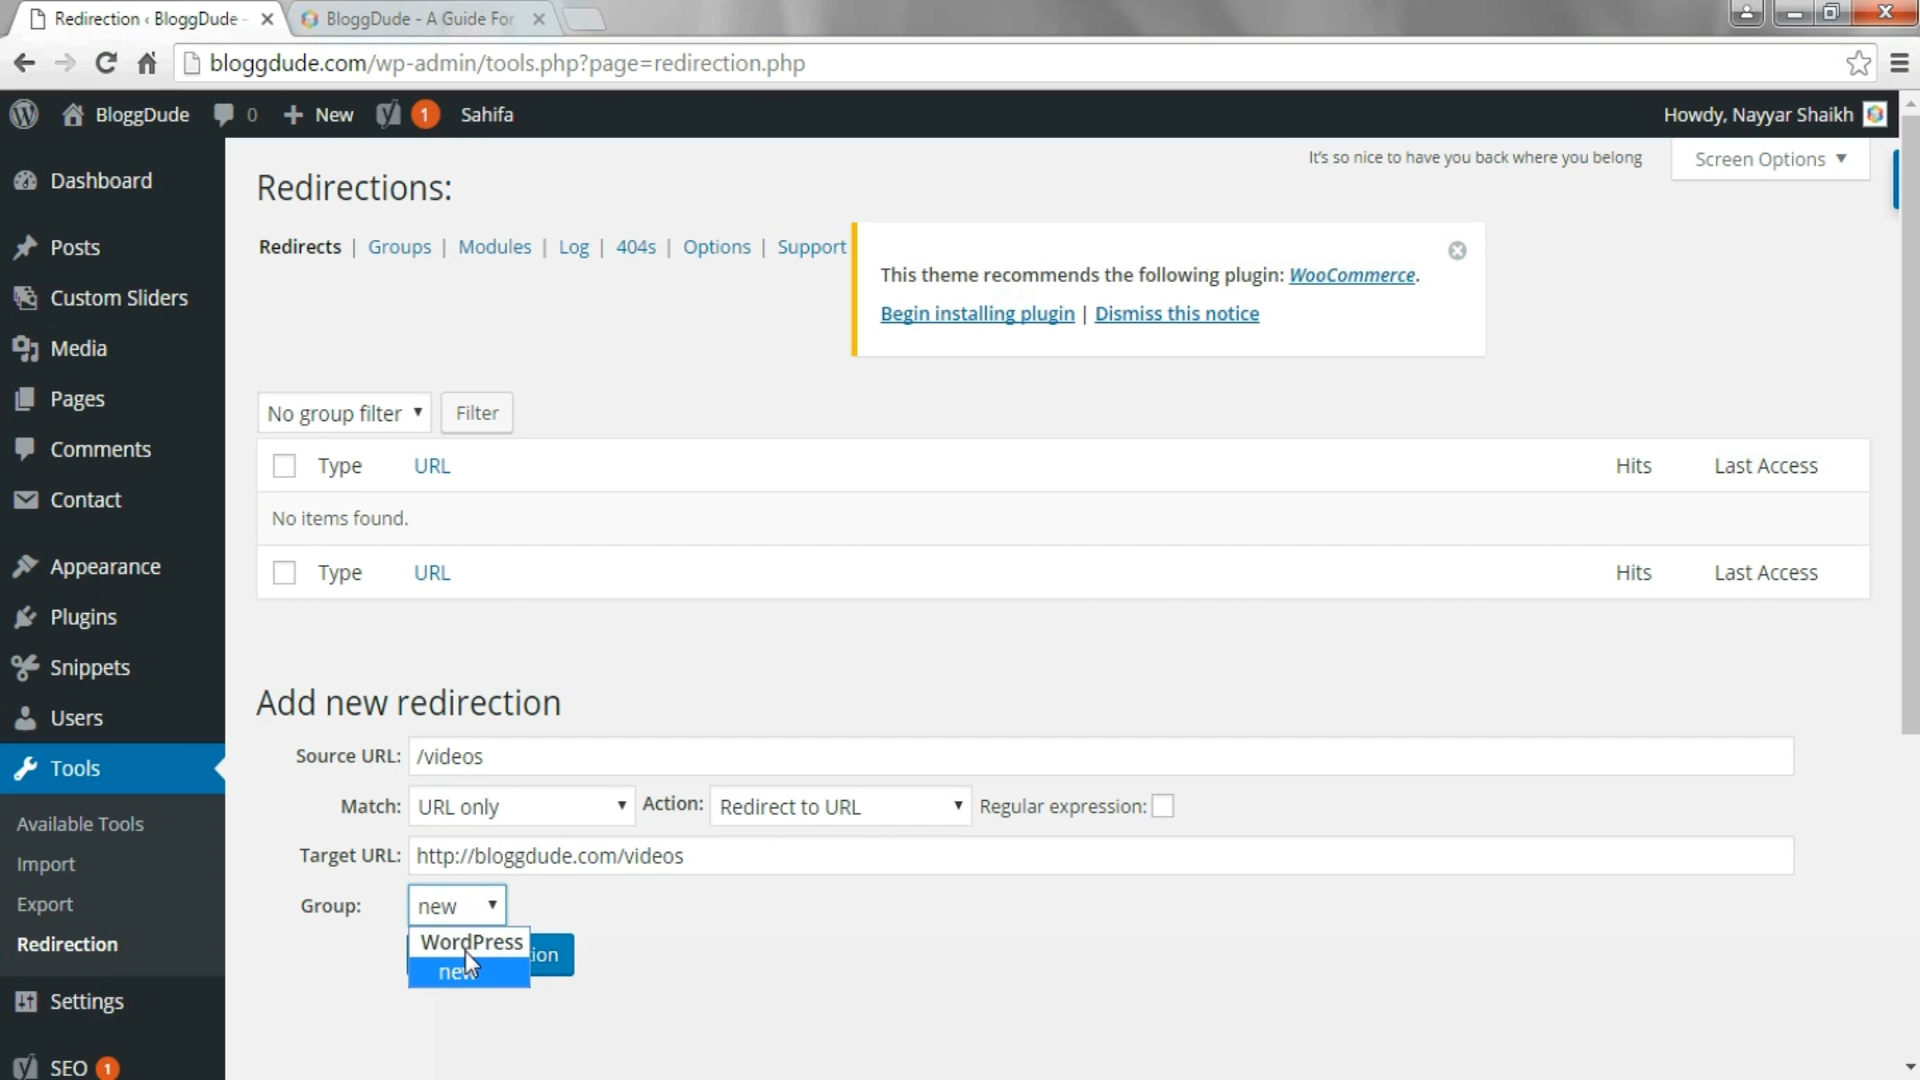 Redirection ‹ BloggDude -
BloggDude - A Guide For
bloggdude.com/wp-admin/tools.php?page=redirection.php
BloggDude 0 New 1 Sahifa
Howdy, Nayyar Shaikh
It's so nice to have you back where you belong
Screen Options
Dashboard
Posts
Custom Sliders
Media
Pages
Comments
Contact
Appearance
Plugins
Snippets
Users
Tools
Available Tools
Import
Export
Redirection
Settings
SEO 1
Redirections:
Redirects | Groups | Modules | Log | 404s | Options | Support
This theme recommends the following plugin: WooCommerce.
Begin installing plugin | Dismiss this notice
No group filter Filter
Type URL Hits Last Access
No items found.
Type URL Hits Last Access
Add new redirection
Source URL: /videos
Match: URL only Action: Redirect to URL Regular expression:
Target URL: http://bloggdude.com/videos
Group: new
WordPress
new